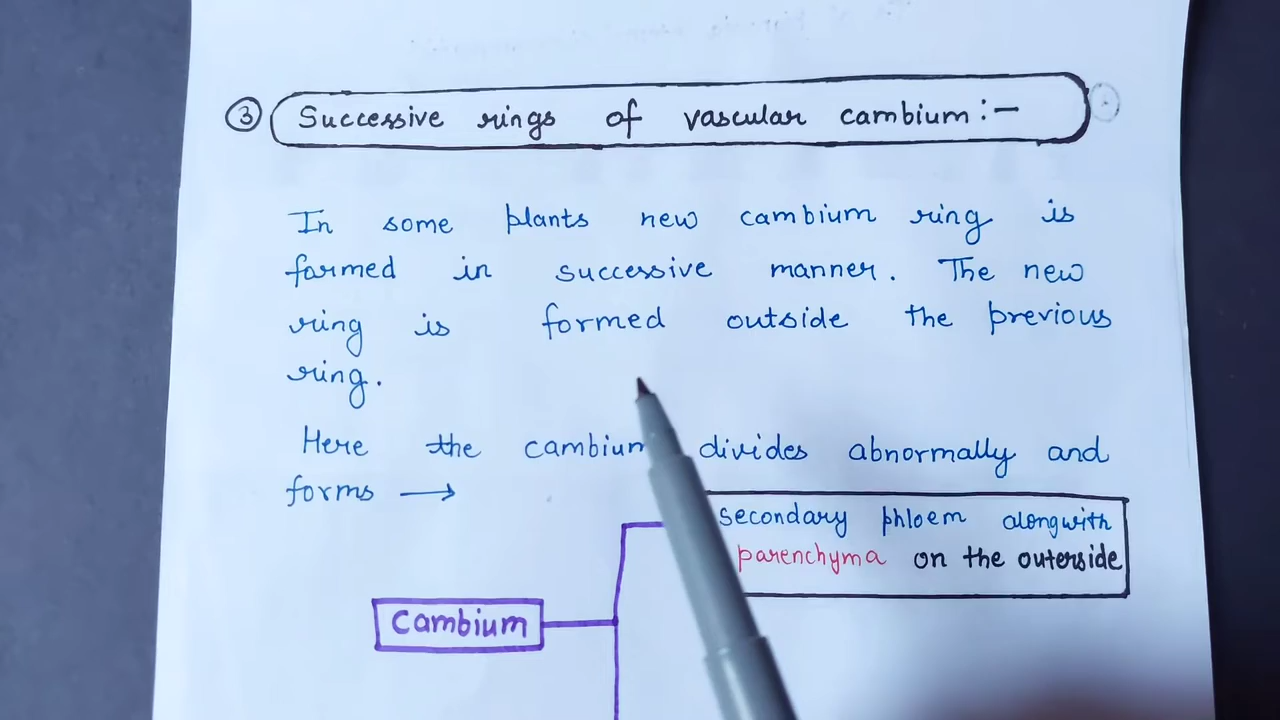 ③ Successive rings of vascular cambium:-
In some plants new cambium ring is
formed in successive manner. The new
ring is formed outside the previous
ring.
Here the cambium divides abnormally and
forms →
secondary phloem alongwith
parenchyma on the outerside
Cambium